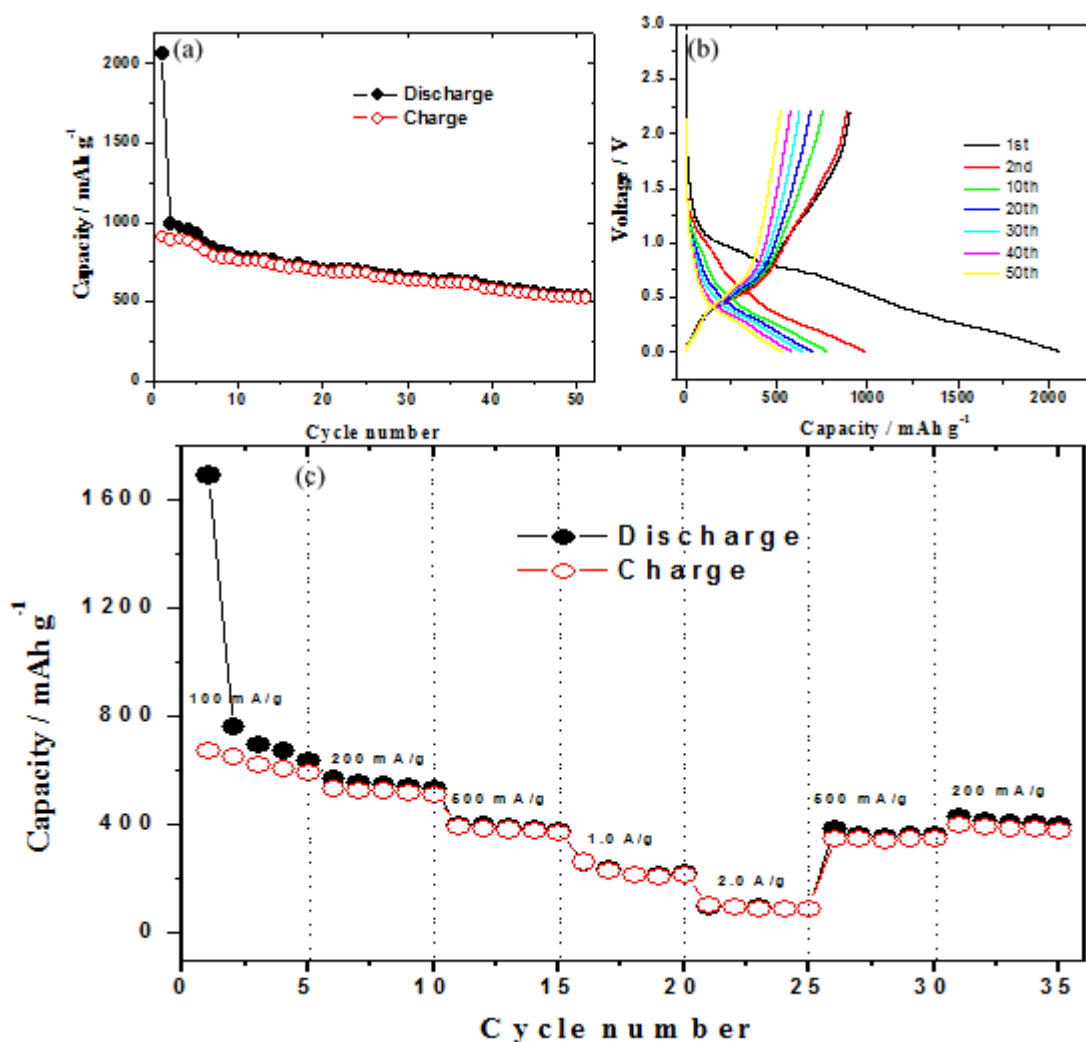 (a)
2000
1500
1000
500
0
Capacity / mAh g⁻¹
Discharge
Charge
0 10 20 30 40 50
Cycle number
(b)
3.0
2.5
2.0
1.5
1.0
0.5
0.0
Voltage / V
1st
2nd
10th
20th
30th
40th
50th
0 500 1000 1500 2000
Capacity / mAh g⁻¹
(c)
1600
1200
800
400
0
Capacity / mAh g⁻¹
Discharge
Charge
100 mA/g
200 mA/g
500 mA/g
1.0 A/g
2.0 A/g
500 mA/g
200 mA/g
0 5 10 15 20 25 30 35
Cycle number